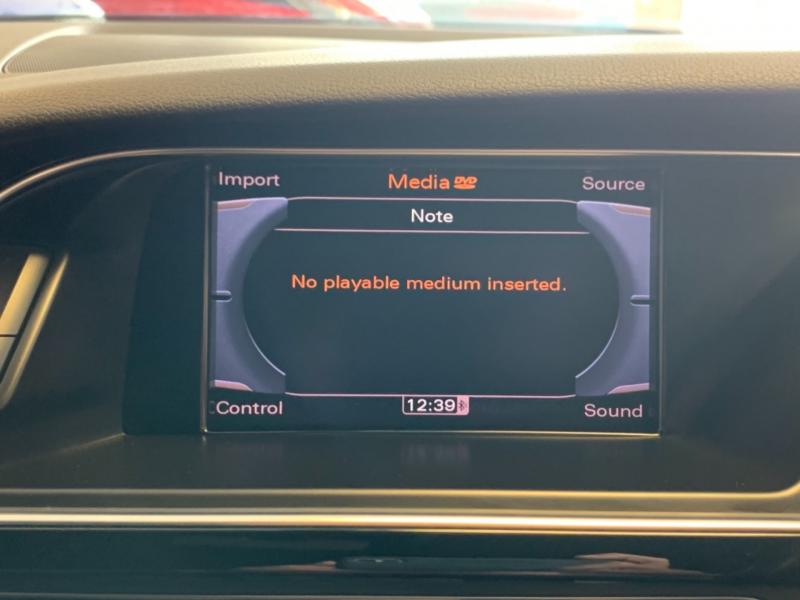 Import
Media DVD
Source
Note
No playable medium inserted.
Control
12:39
Sound